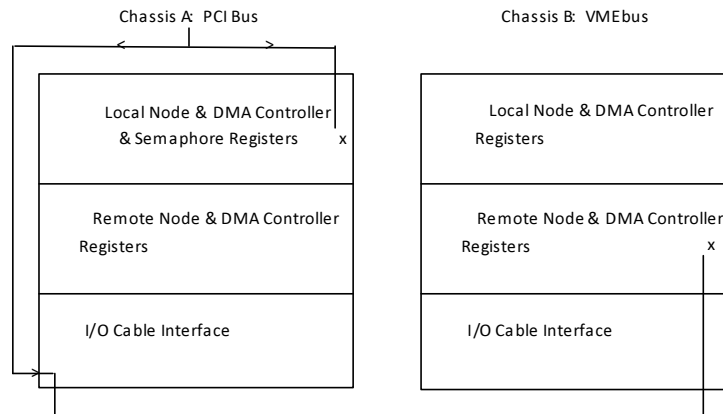 Chassis A: PCI Bus
Local Node & DMA Controller
& Semaphore Registers x
Remote Node & DMA Controller
Registers
I/O Cable Interface
Chassis B: VMEbus
Local Node & DMA Controller
Registers
Remote Node & DMA Controller
Registers x
I/O Cable Interface